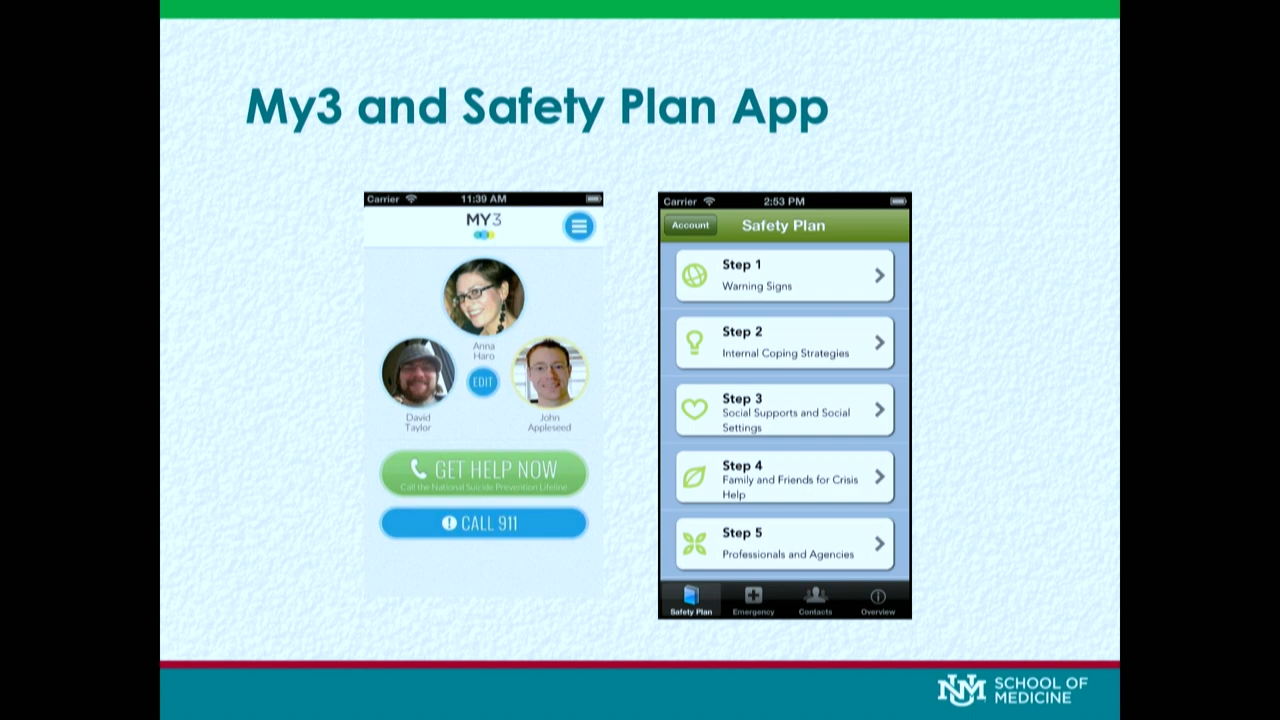 My3 and Safety Plan App
Carrier 11:39 AM
MY3
Anna
Haro
EDIT
David
Taylor
John
Appleseed
GET HELP NOW
Call the National Suicide Prevention Lifeline
CALL 911
Carrier 2:53 PM
Account Safety Plan
Step 1
Warning Signs
Step 2
Internal Coping Strategies
Step 3
Social Supports and Social
Settings
Step 4
Family and Friends for Crisis
Help
Step 5
Professionals and Agencies
Safety Plan Emergency Contacts Overview
UNM SCHOOL OF
MEDICINE